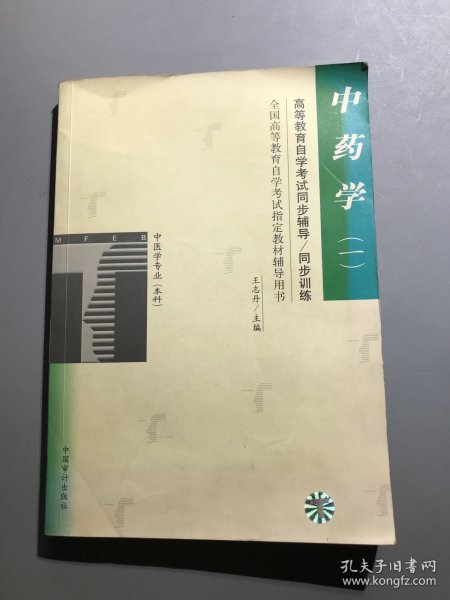 中药学（一）
高等教育自学考试同步辅导/同步训练
全国高等教育自学考试指定教材辅导用书
王志丹/主编
MFEB
中医学专业（本科）
中国审计出版社
孔夫子旧书网
www.kongfz.com